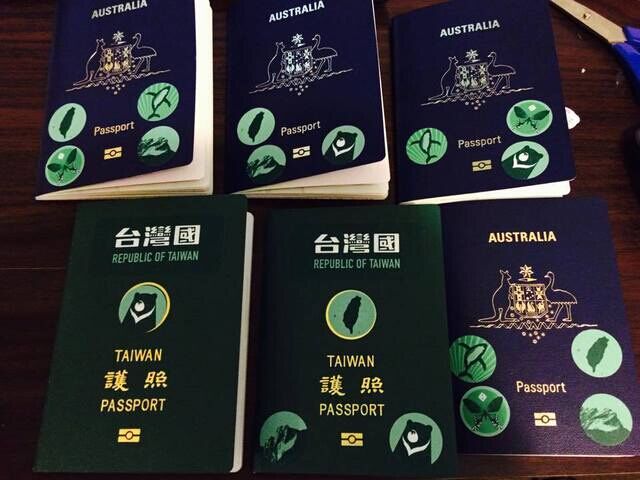 AUSTRALIA
Passport
AUSTRALIA
Passport
AUSTRALIA
Passport
台灣國
REPUBLIC OF TAIWAN
TAIWAN
護照
PASSPORT
台灣國
REPUBLIC OF TAIWAN
TAIWAN
護照
PASSPORT
AUSTRALIA
Passport